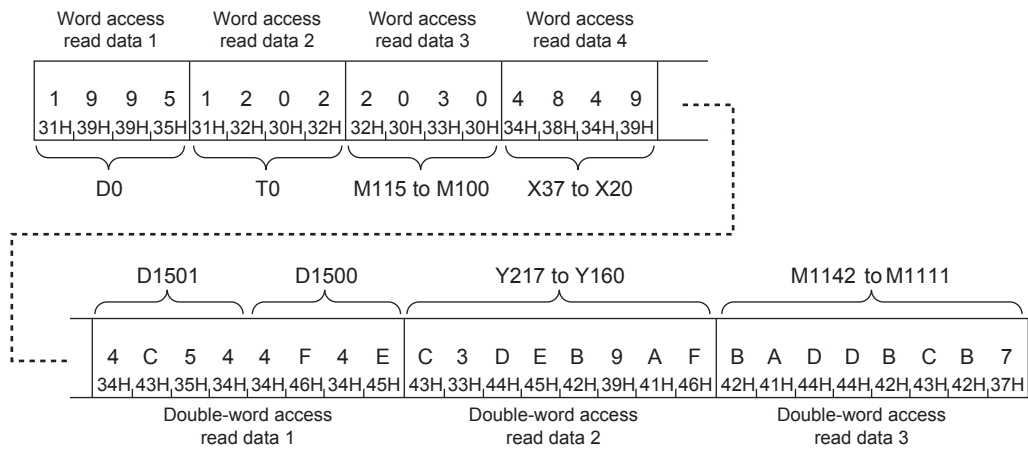 Word access Word access Word access Word access
read data 1 read data 2 read data 3 read data 4
1 9 9 5 1 2 0 2 2 0 3 0 4 8 4 9
31H 39H 39H 35H 31H 32H 30H 32H 32H 30H 33H 30H 34H 38H 34H 39H
D0 T0 M115 to M100 X37 to X20
D1501 D1500 Y217 to Y160 M1142 to M1111
4 C 5 4 4 F 4 E C 3 D E B 9 A F B A D D B C B 7
34H 43H 35H 34H 34H 46H 34H 45H 43H 33H 44H 45H 42H 39H 41H 46H 42H 41H 44H 44H 42H 43H 42H 37H
Double-word access Double-word access Double-word access
read data 1 read data 2 read data 3